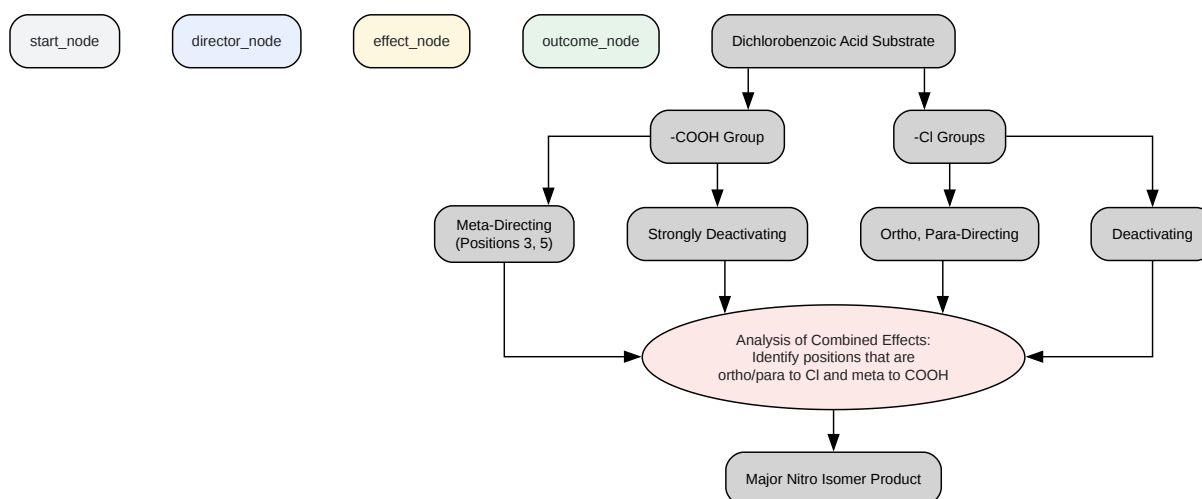 start_node
director_node
effect_node
outcome_node
Dichlorobenzoic Acid Substrate
-COOH Group
-Cl Groups
Meta-Directing
(Positions 3, 5)
Strongly Deactivating
Ortho, Para-Directing
Deactivating
Analysis of Combined Effects:
Identify positions that are
ortho/para to Cl and meta to COOH
Major Nitro Isomer Product